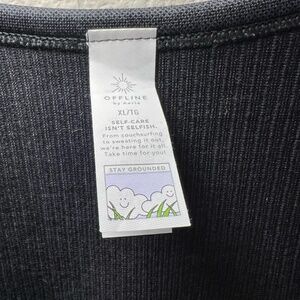 OFFLINE
by aerie
XL/TG
SELF-CARE
ISN'T SELFISH.
From couchsurfing
to sweating it out,
we're here for it all.
Take time for you!
STAY GROUNDED